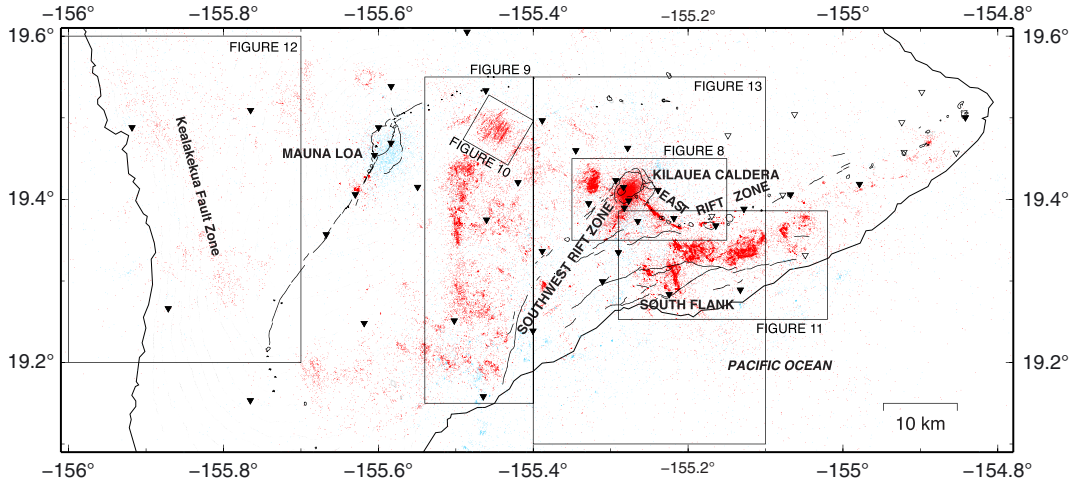 −156° −155.8° −155.6° −155.4° −155.2° −155° −154.8°
19.6° 19.6°
FIGURE 12
FIGURE 9
FIGURE 13
Kealakekua Fault Zone
MAUNA LOA
FIGURE 10
FIGURE 8
KILAUEA CALDERA
EAST RIFT ZONE
19.4° 19.4°
SOUTHWEST RIFT ZONE
SOUTH FLANK
FIGURE 11
19.2° 19.2°
PACIFIC OCEAN
10 km
−156° −155.8° −155.6° −155.4° −155.2° −155° −154.8°